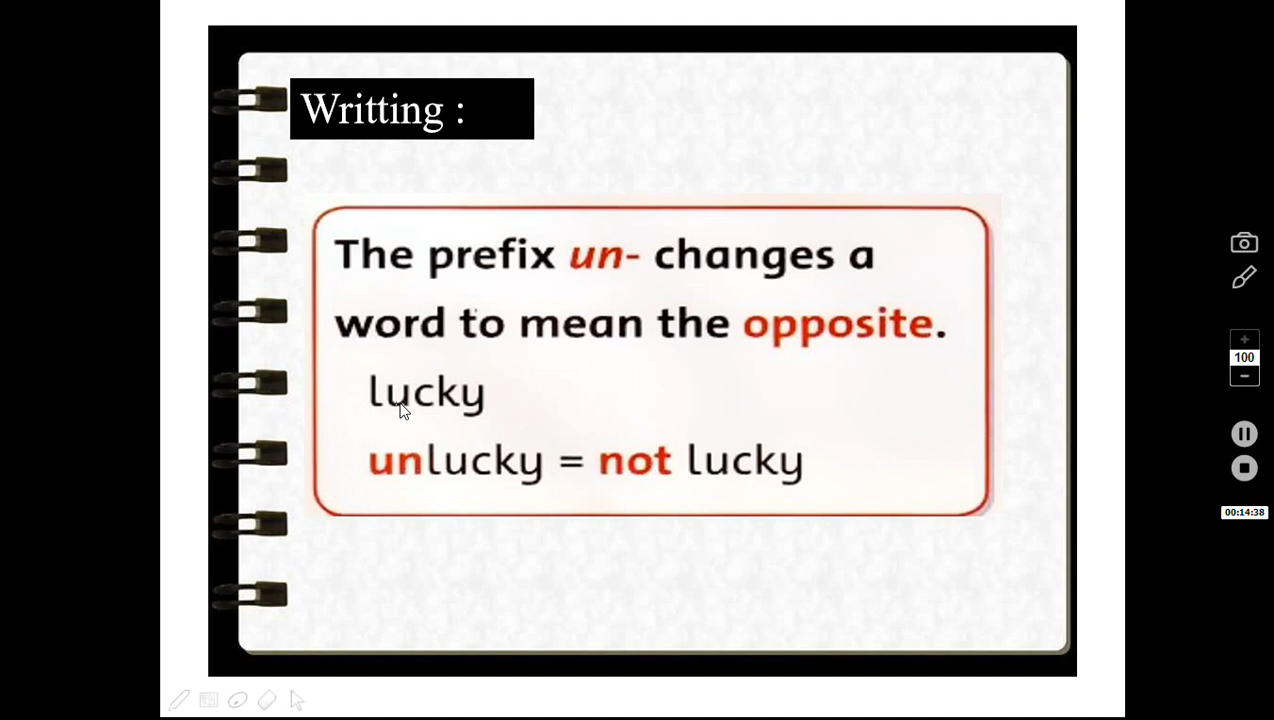 Writting :
The prefix un- changes a
word to mean the opposite.
lucky
unlucky = not lucky
100
00:14:38